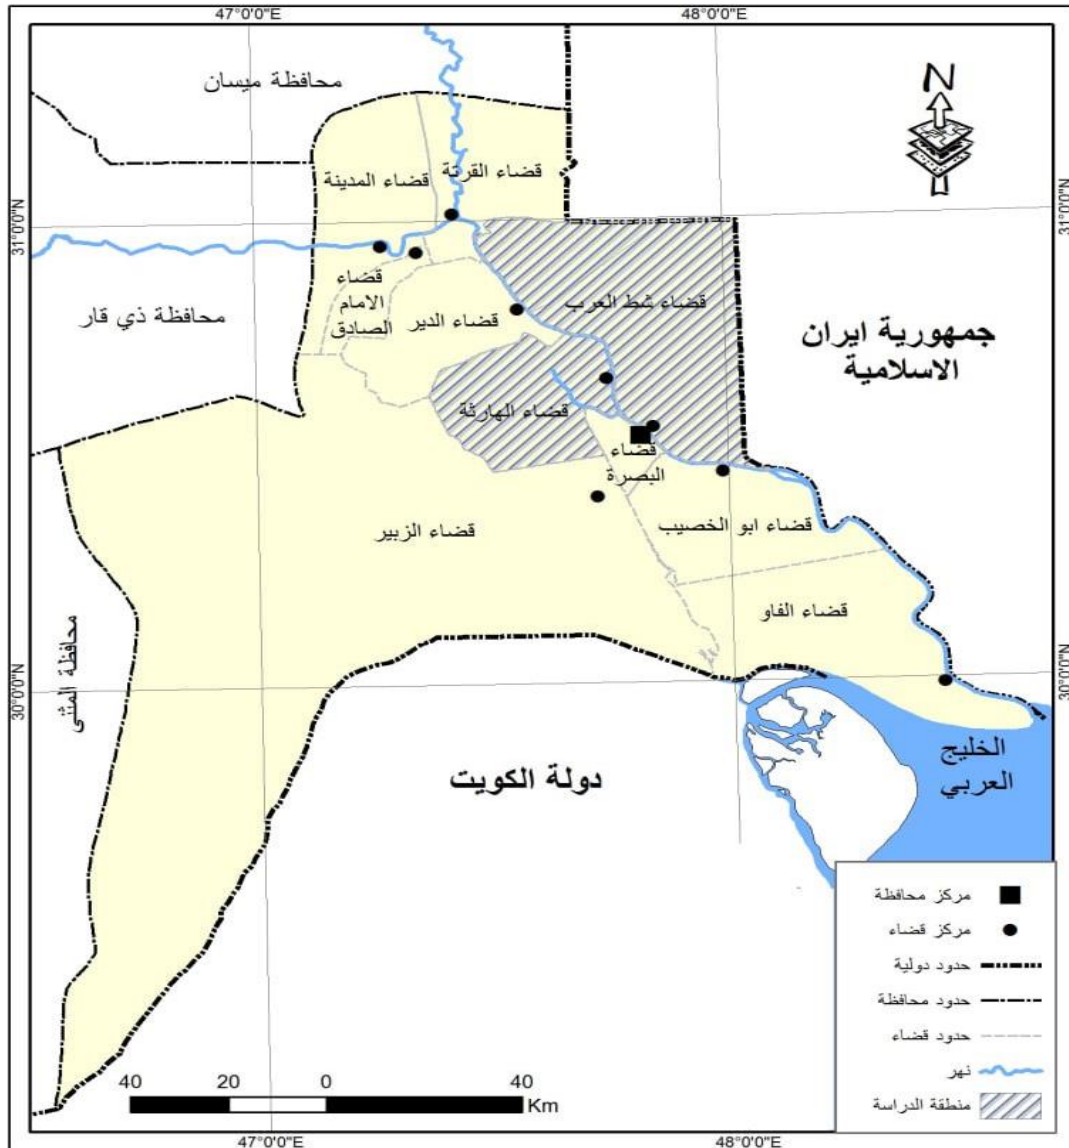 47°0'0"E
48°0'0"E
N
محافظة ميسان
قضاء القرتة
قضاء المدينة
31°0'0"N
31°0'0"N
قضاء
الامام
الصادق
قضاء الدير
قضاء شط العرب
محافظة ذي قار
جمهورية ايران
الاسلامية
قضاء الهارثة
قضاء
البصرة
قضاء الزبير
قضاء ابو الخصيب
قضاء الفاو
محافظة المثنى
30°0'0"N
30°0'0"N
الخليج
العربي
دولة الكويت
مركز محافظة
مركز قضاء
حدود دولية
حدود محافظة
حدود قضاء
نهر
منطقة الدراسة
40 20 0 40
Km
47°0'0"E
48°0'0"E